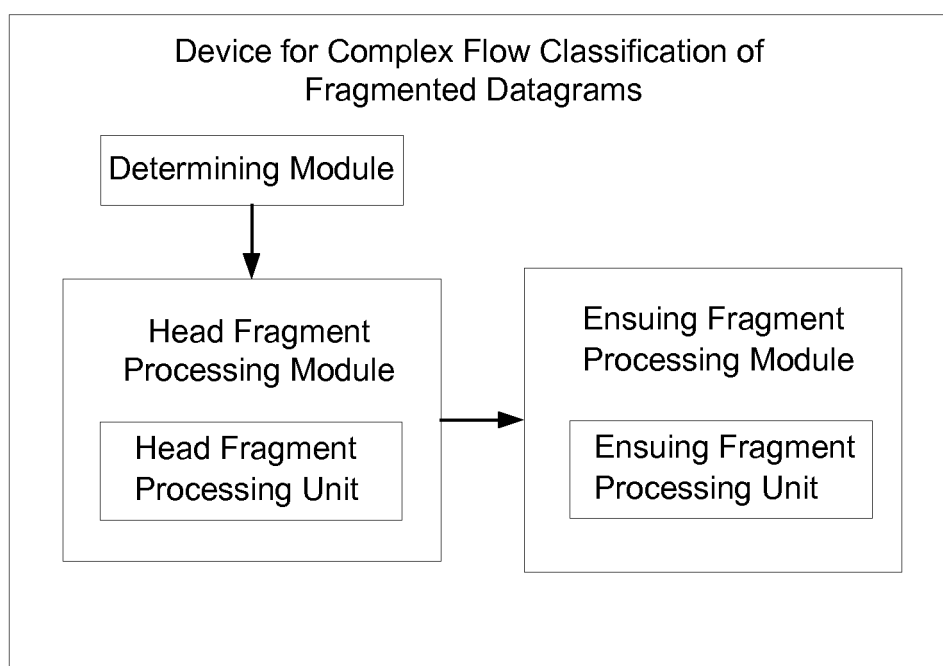 Device for Complex Flow Classification of
Fragmented Datagrams
Determining Module
Head Fragment
Processing Module
Head Fragment
Processing Unit
Ensuing Fragment
Processing Module
Ensuing Fragment
Processing Unit